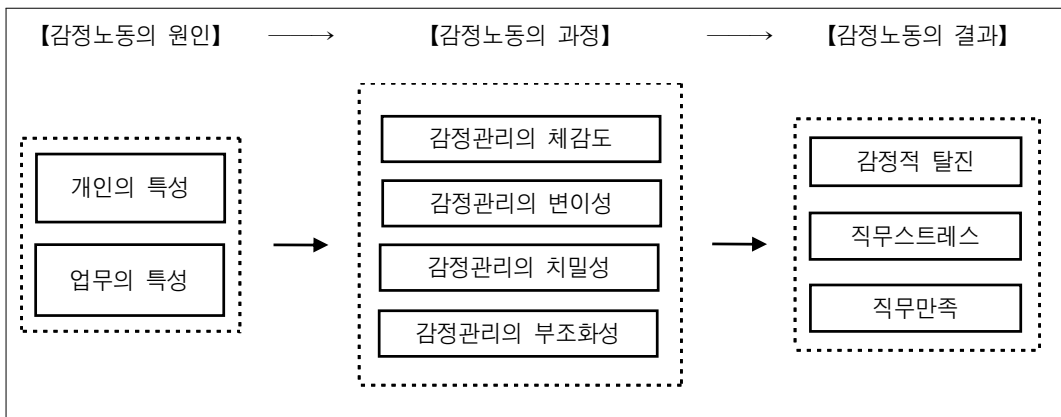 【감정노동의 원인】 ⟶ 【감정노동의 과정】 ⟶ 【감정노동의 결과】
개인의 특성
업무의 특성
감정관리의 체감도
감정관리의 변이성
감정관리의 치밀성
감정관리의 부조화성
감정적 탈진
직무스트레스
직무만족